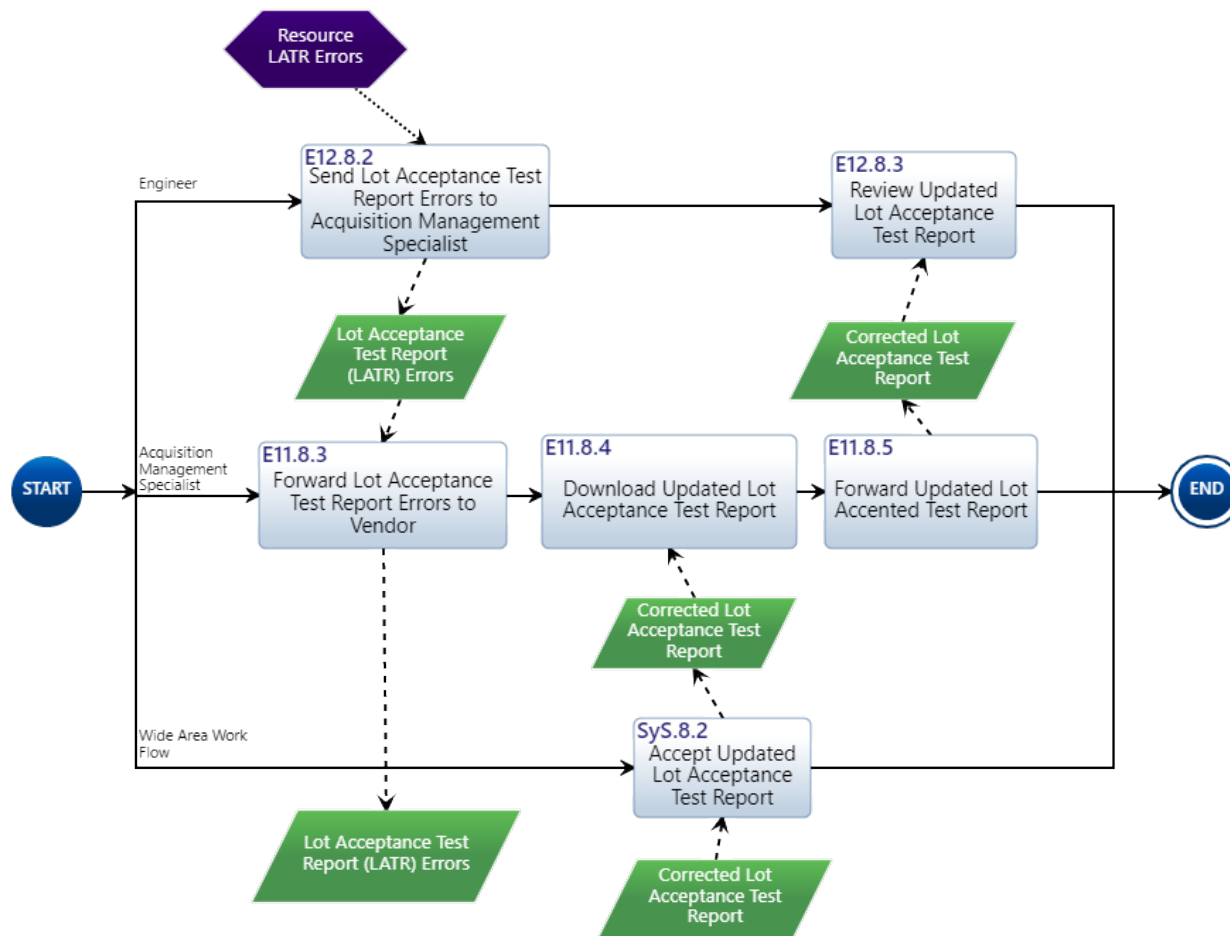 Resource
LATR Errors
E12.8.2
Send Lot Acceptance Test
Report Errors to
Acquisition Management
Specialist
E12.8.3
Review Updated
Lot Acceptance
Test Report
Engineer
Lot Acceptance
Test Report
(LATR) Errors
Corrected Lot
Acceptance Test
Report
START
Acquisition
Management
Specialist
E11.8.3
Forward Lot Acceptance
Test Report Errors to
Vendor
E11.8.4
Download Updated Lot
Acceptance Test Report
E11.8.5
Forward Updated Lot
Accented Test Report
END
Corrected Lot
Acceptance Test
Report
Wide Area Work
Flow
SyS.8.2
Accept Updated
Lot Acceptance
Test Report
Lot Acceptance Test
Report (LATR) Errors
Corrected Lot
Acceptance Test
Report